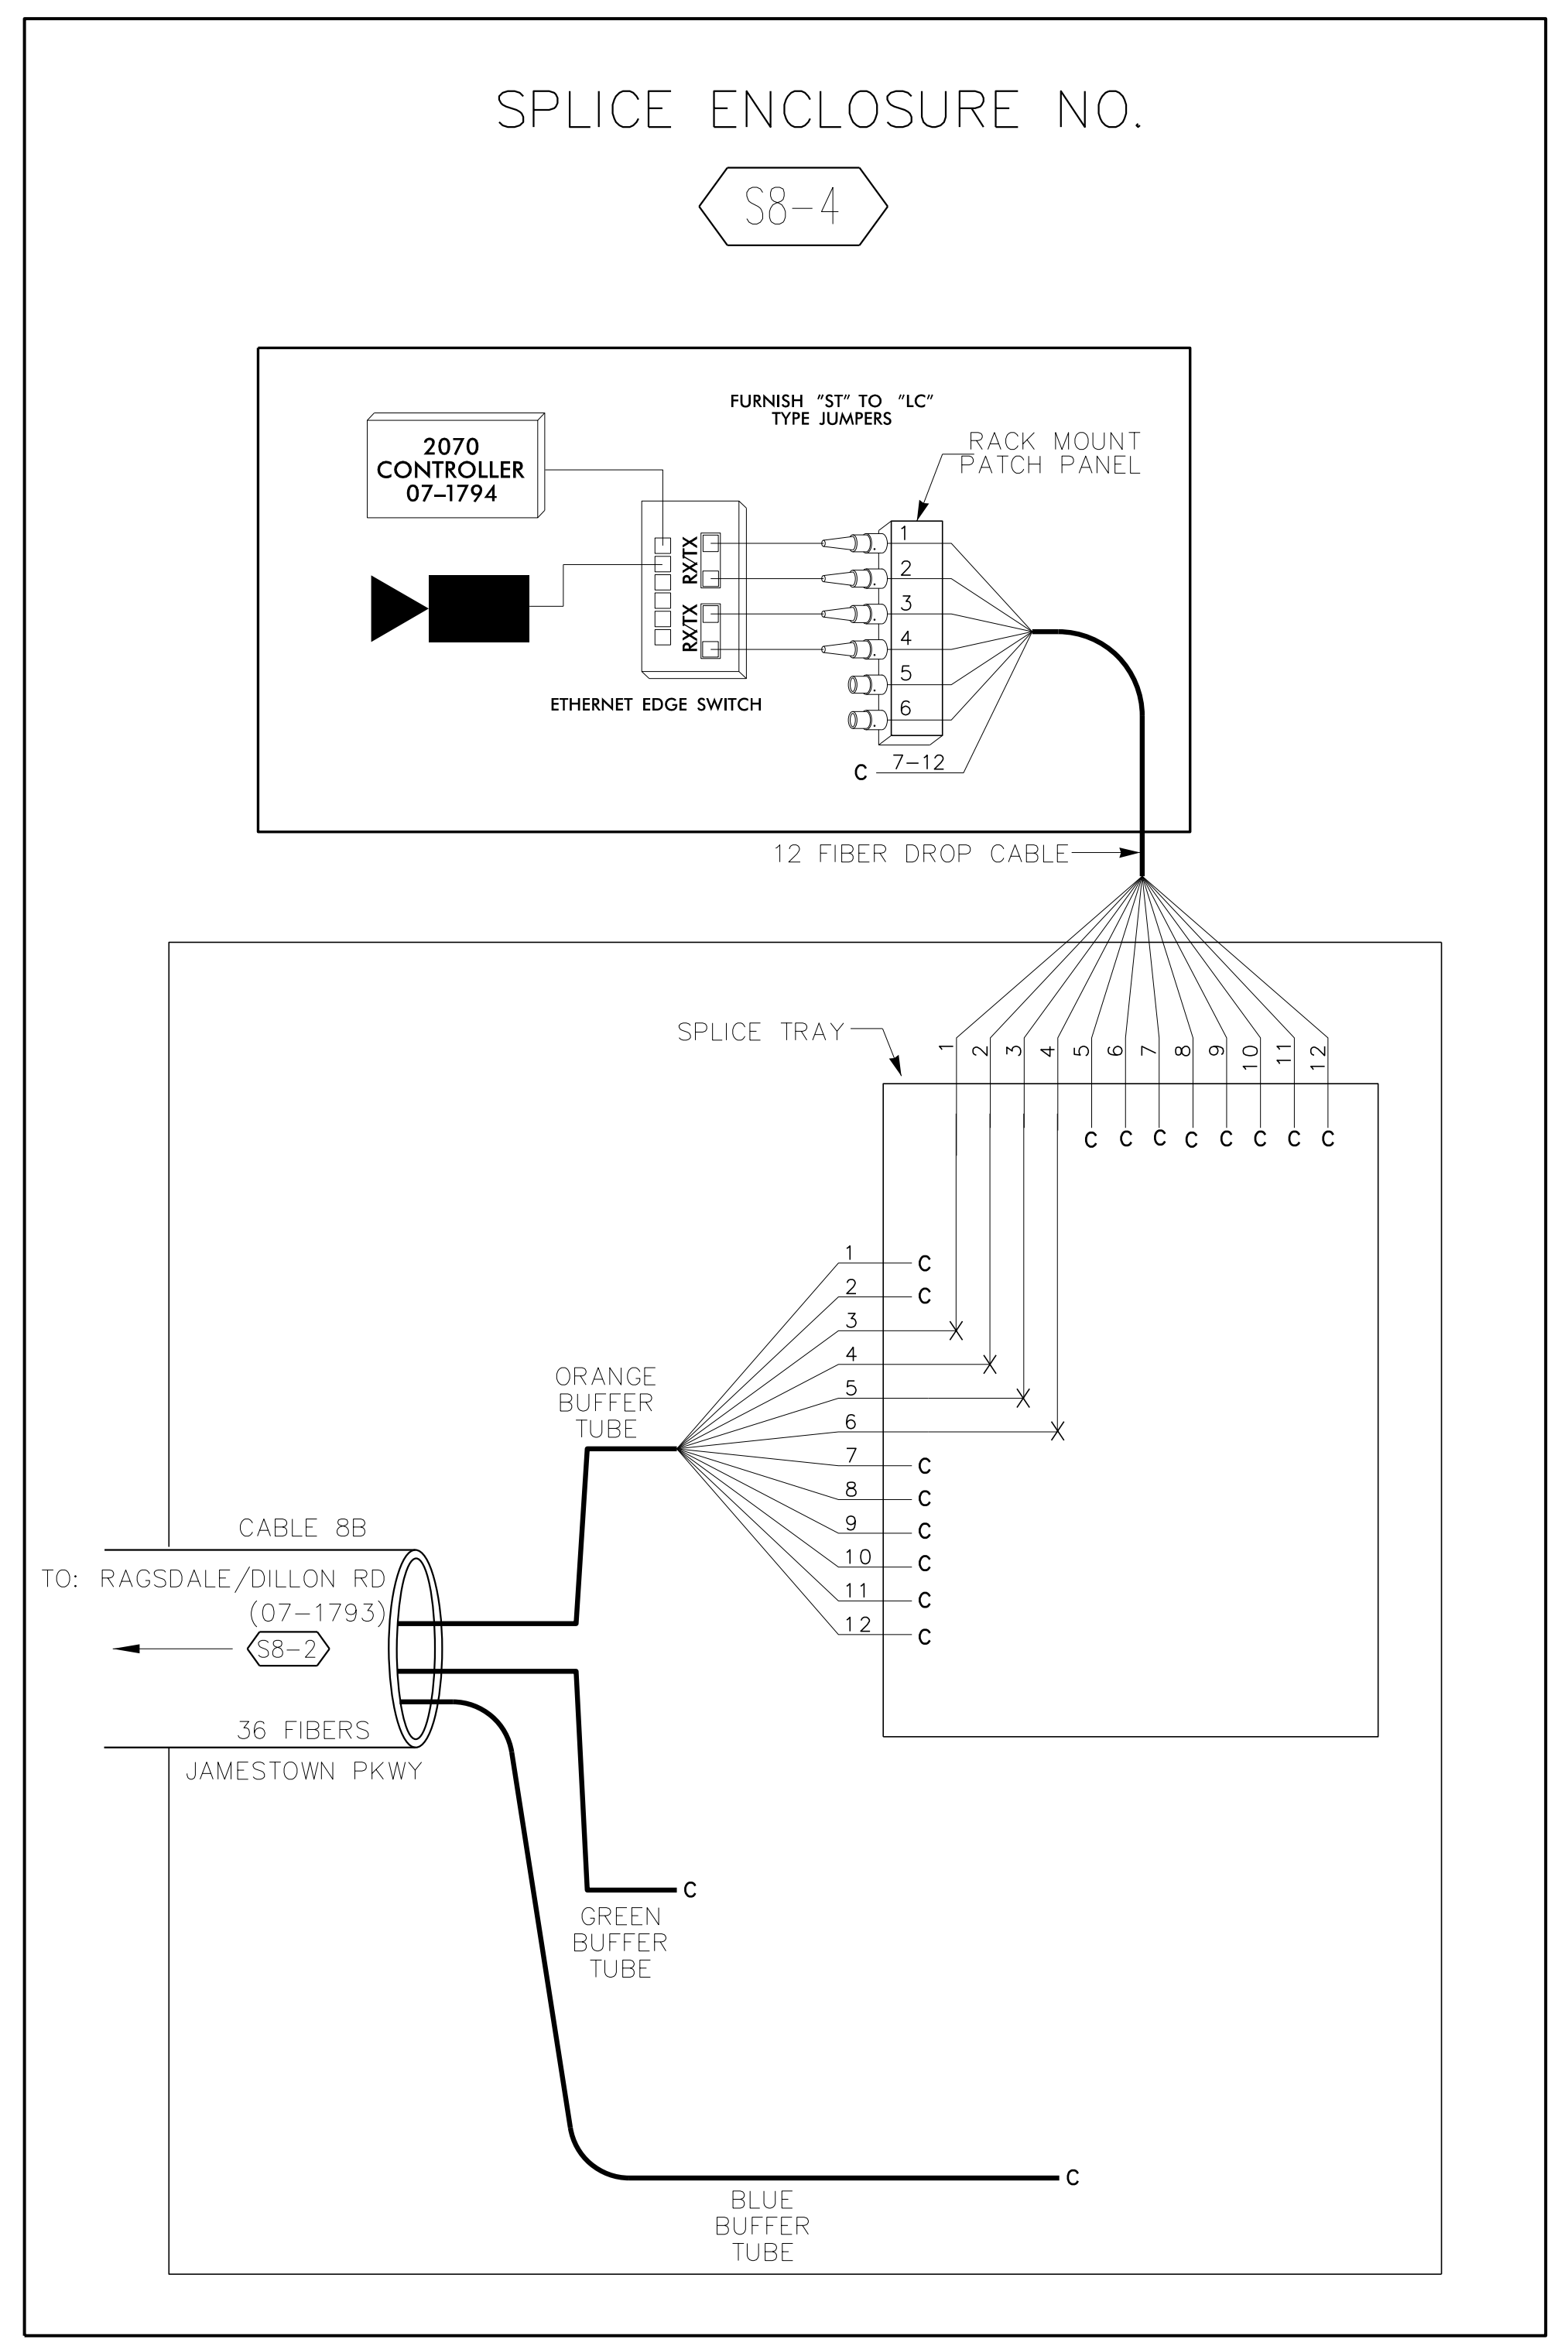 SPLICE ENCLOSURE NO.
S8-4
FURNISH "ST" TO "LC"
TYPE JUMPERS
RACK MOUNT
PATCH PANEL
2070
CONTROLLER
07-1794
RX/TX
RX/TX
1
2
3
4
5
6
C 7-12
ETHERNET EDGE SWITCH
12 FIBER DROP CABLE
SPLICE TRAY
1 2 3 4 5 6 7 8 9 10 11 12
C C C C C C C C
1 C
2 C
3
4
5
6
7 C
8 C
9 C
10 C
11 C
12 C
ORANGE
BUFFER
TUBE
CABLE 8B
TO: RAGSDALE/DILLON RD
(07-1793)
S8-2
36 FIBERS
JAMESTOWN PKWY
C
GREEN
BUFFER
TUBE
C
BLUE
BUFFER
TUBE